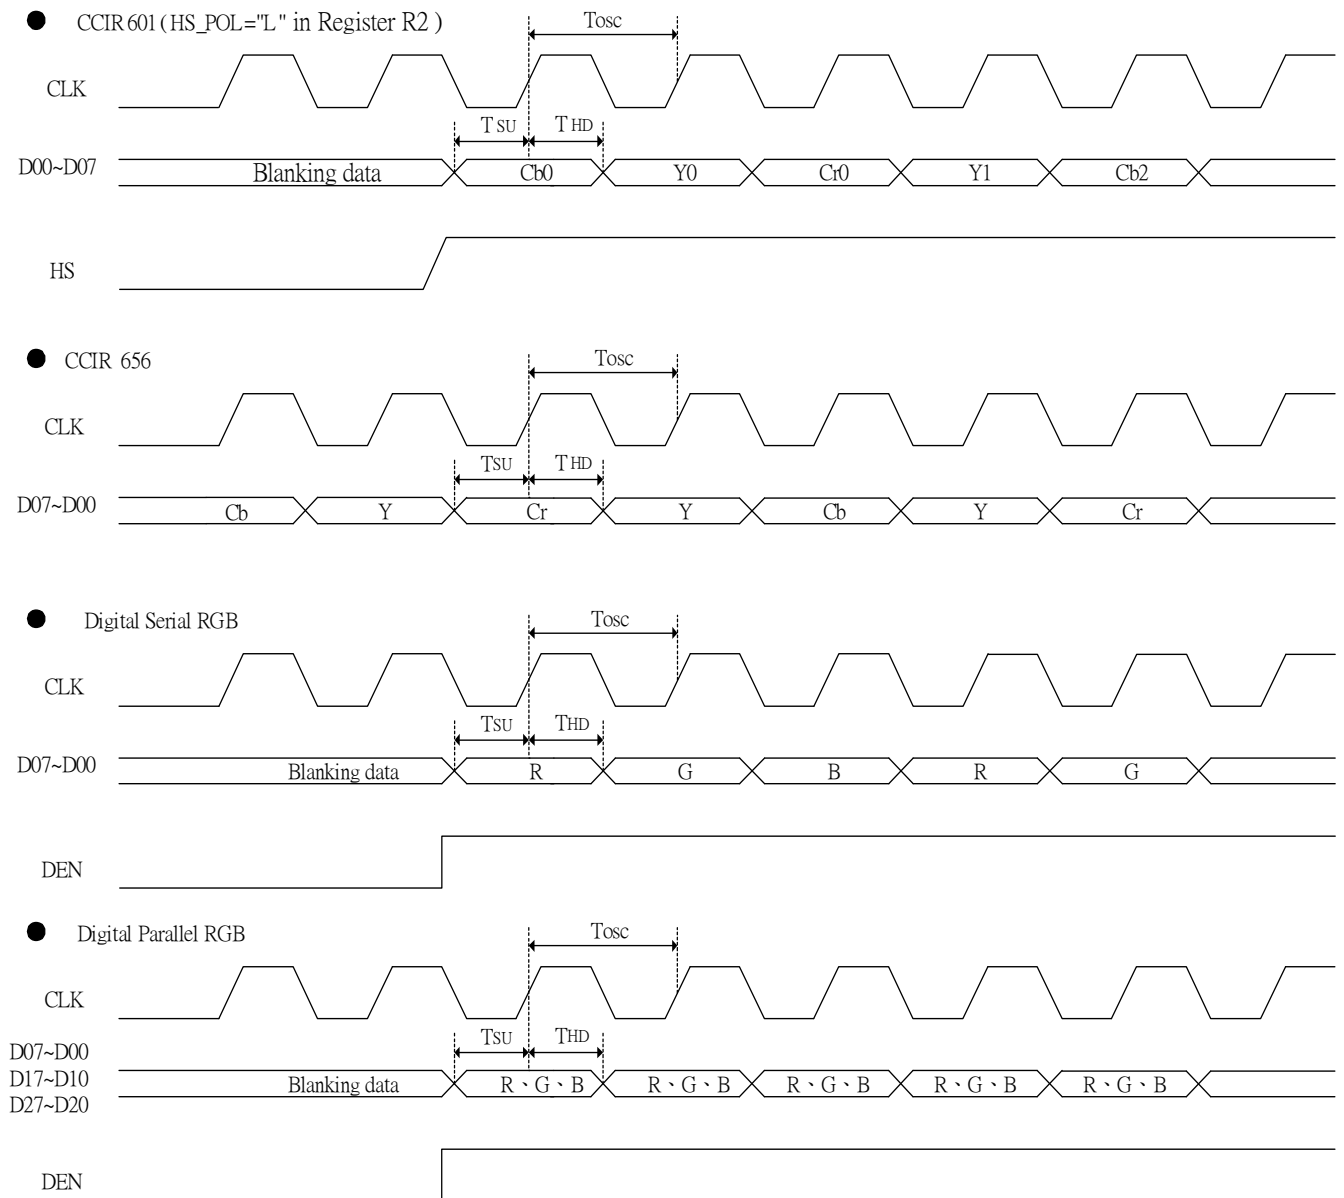 ● CCIR 601 ( HS_POL="L" in Register R2 )
Tosc
CLK
TSU THD
D00~D07 Blanking data Cb0 Y0 Cr0 Y1 Cb2
HS
● CCIR 656
Tosc
CLK
TSU THD
D07~D00 Cb Y Cr Y Cb Y Cr
● Digital Serial RGB
Tosc
CLK
TSU THD
D07~D00 Blanking data R G B R G
DEN
● Digital Parallel RGB
Tosc
CLK
TSU THD
D07~D00
D17~D10 Blanking data R、G、B R、G、B R、G、B R、G、B R、G、B
D27~D20
DEN